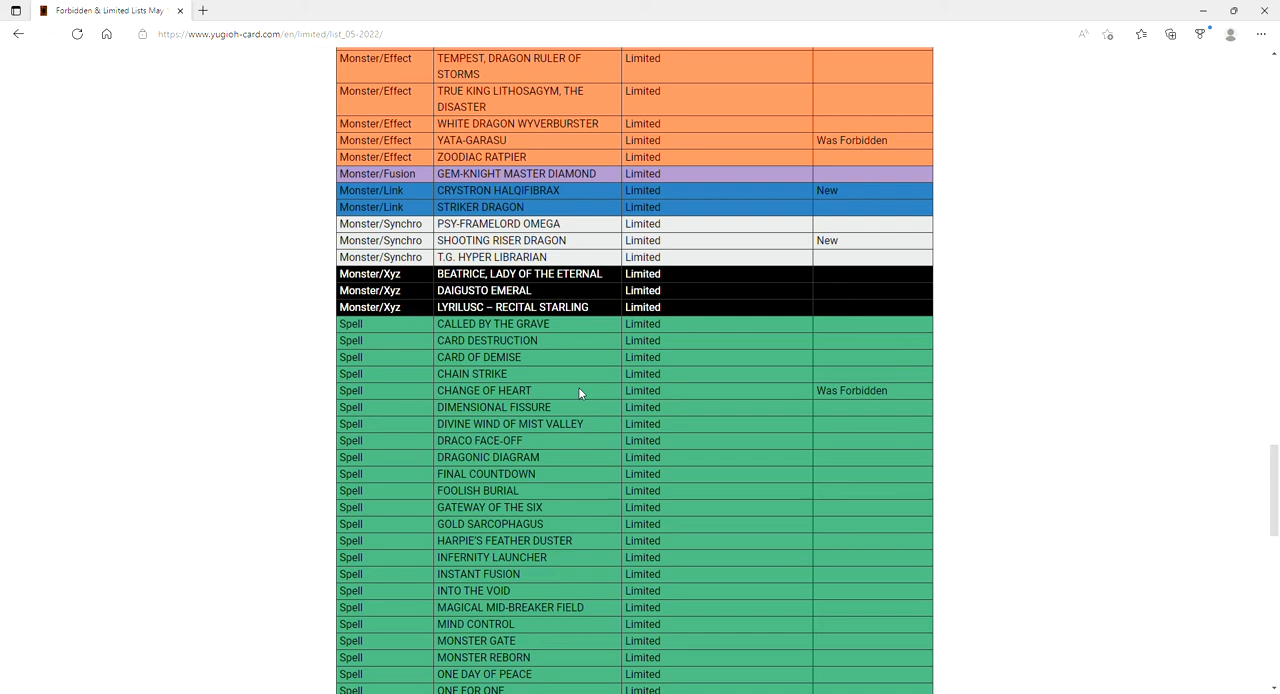 Forbidden & Limited Lists May
https://www.yugioh-card.com/en/limited/list_05-2022/
Monster/Effect TEMPEST, DRAGON RULER OF Limited
STORMS
Monster/Effect TRUE KING LITHOSAGYM, THE Limited
DISASTER
Monster/Effect WHITE DRAGON WYVERBURSTER Limited
Monster/Effect YATA-GARASU Limited Was Forbidden
Monster/Effect ZOODIAC RATPIER Limited
Monster/Fusion GEM-KNIGHT MASTER DIAMOND Limited
Monster/Link CRYSTRON HALQIFIBRAX Limited New
Monster/Link STRIKER DRAGON Limited
Monster/Synchro PSY-FRAMELORD OMEGA Limited
Monster/Synchro SHOOTING RISER DRAGON Limited New
Monster/Synchro T.G. HYPER LIBRARIAN Limited
Monster/Xyz BEATRICE, LADY OF THE ETERNAL Limited
Monster/Xyz DAIGUSTO EMERAL Limited
Monster/Xyz LYRILUSC – RECITAL STARLING Limited
Spell CALLED BY THE GRAVE Limited
Spell CARD DESTRUCTION Limited
Spell CARD OF DEMISE Limited
Spell CHAIN STRIKE Limited
Spell CHANGE OF HEART Limited Was Forbidden
Spell DIMENSIONAL FISSURE Limited
Spell DIVINE WIND OF MIST VALLEY Limited
Spell DRACO FACE-OFF Limited
Spell DRAGONIC DIAGRAM Limited
Spell FINAL COUNTDOWN Limited
Spell FOOLISH BURIAL Limited
Spell GATEWAY OF THE SIX Limited
Spell GOLD SARCOPHAGUS Limited
Spell HARPIE'S FEATHER DUSTER Limited
Spell INFERNITY LAUNCHER Limited
Spell INSTANT FUSION Limited
Spell INTO THE VOID Limited
Spell MAGICAL MID-BREAKER FIELD Limited
Spell MIND CONTROL Limited
Spell MONSTER GATE Limited
Spell MONSTER REBORN Limited
Spell ONE DAY OF PEACE Limited
Spell ONE FOR ONE Limited